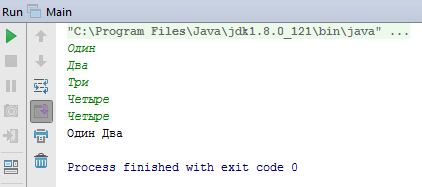 Run Main
"C:\Program Files\Java\jdk1.8.0_121\bin\java" ...
Один
Два
Три
Четыре
Четыре
Один Два
Process finished with exit code 0